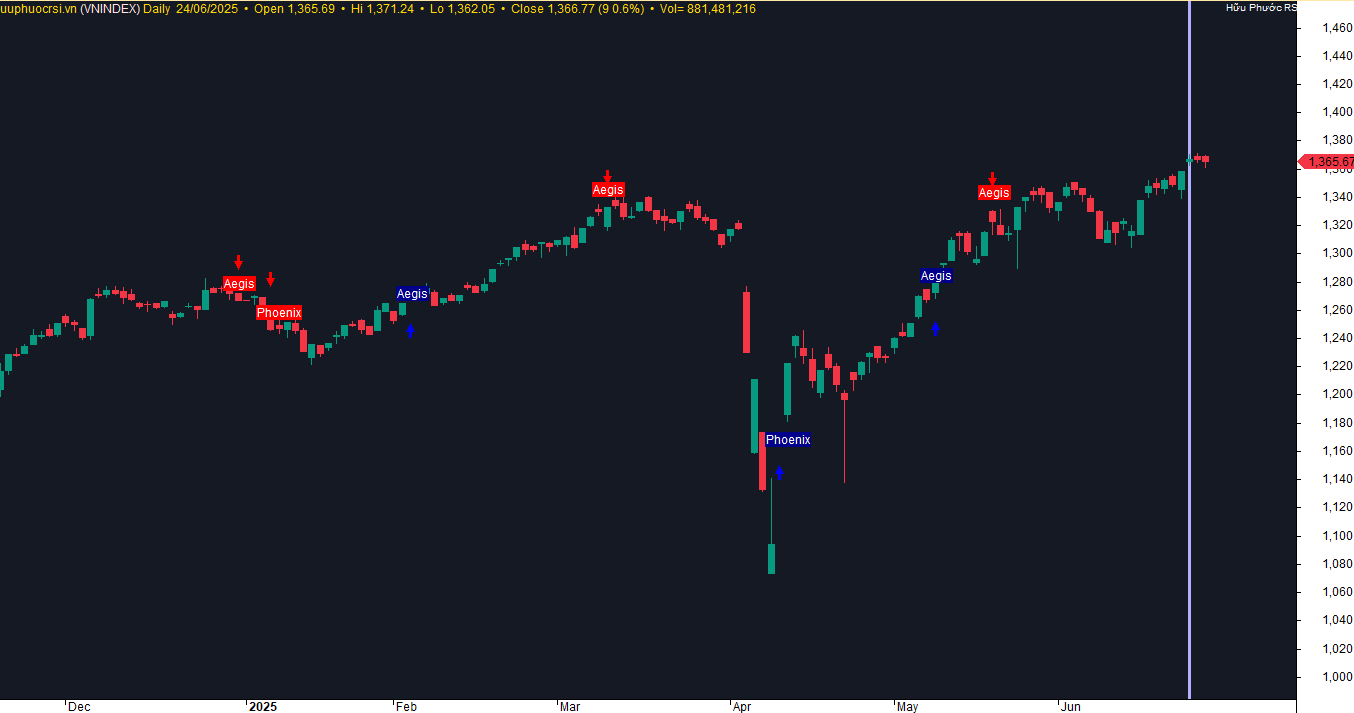 uuphuocrsi.vn (VNINDEX) Daily 24/06/2025 • Open 1,365.69 • Hi 1,371.24 • Lo 1,362.05 • Close 1,366.77 (9 0.6%) • Vol= 881,481,216
Hữu Phước RS
1,460
1,440
1,420
1,400
1,380
1,365.67
1,360
1,340
1,320
1,300
1,280
1,260
1,240
1,220
1,200
1,180
1,160
1,140
1,120
1,100
1,080
1,060
1,040
1,020
1,000
Aegis
Phoenix
Aegis
Aegis
Phoenix
Aegis
Aegis
Dec 2025 Feb Mar Apr May Jun